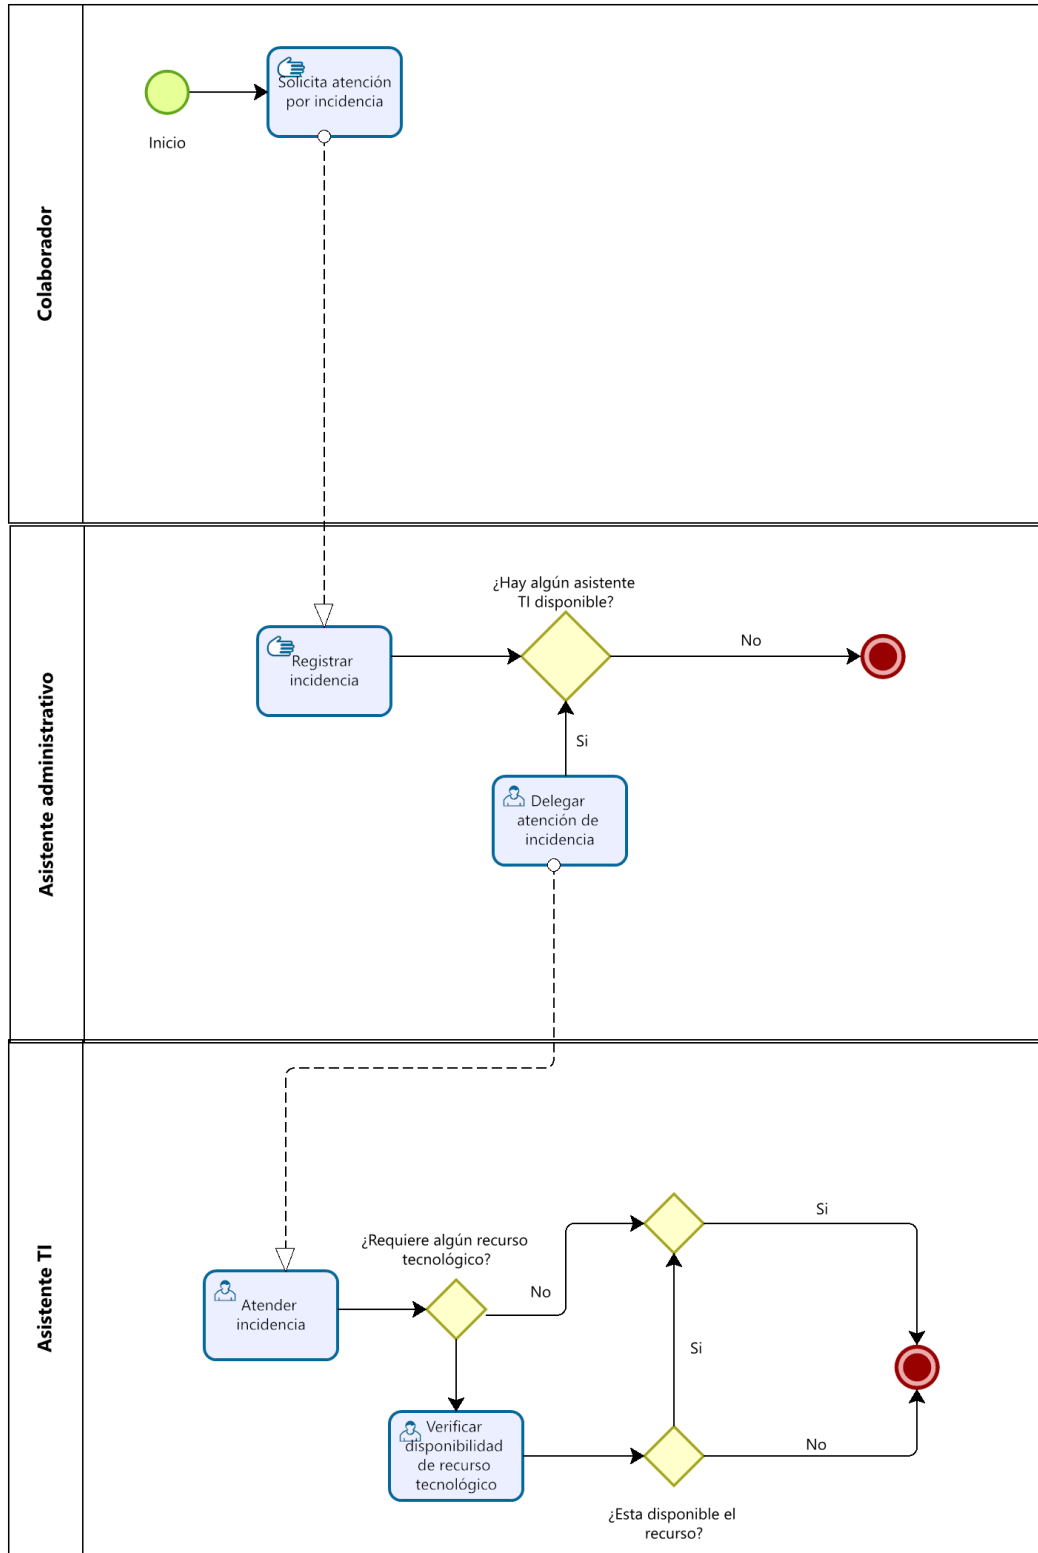 Colaborador
Solicita atención
por incidencia
Inicio
Asistente administrativo
¿Hay algún asistente
TI disponible?
No
Registrar
incidencia
Si
Delegar
atención de
incidencia
Asistente TI
Si
¿Requiere algún recurso
tecnológico?
No
Atender
incidencia
Si
Verificar
disponibilidad
de recurso
tecnológico
No
¿Esta disponible el
recurso?